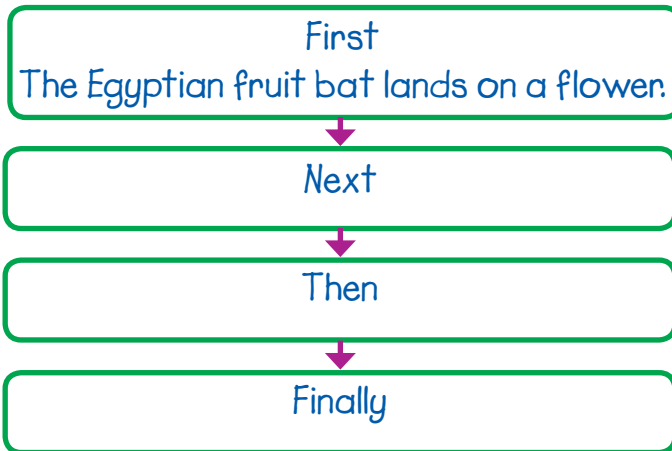 First
The Egyptian fruit bat lands on a flower.
Next
Then
Finally